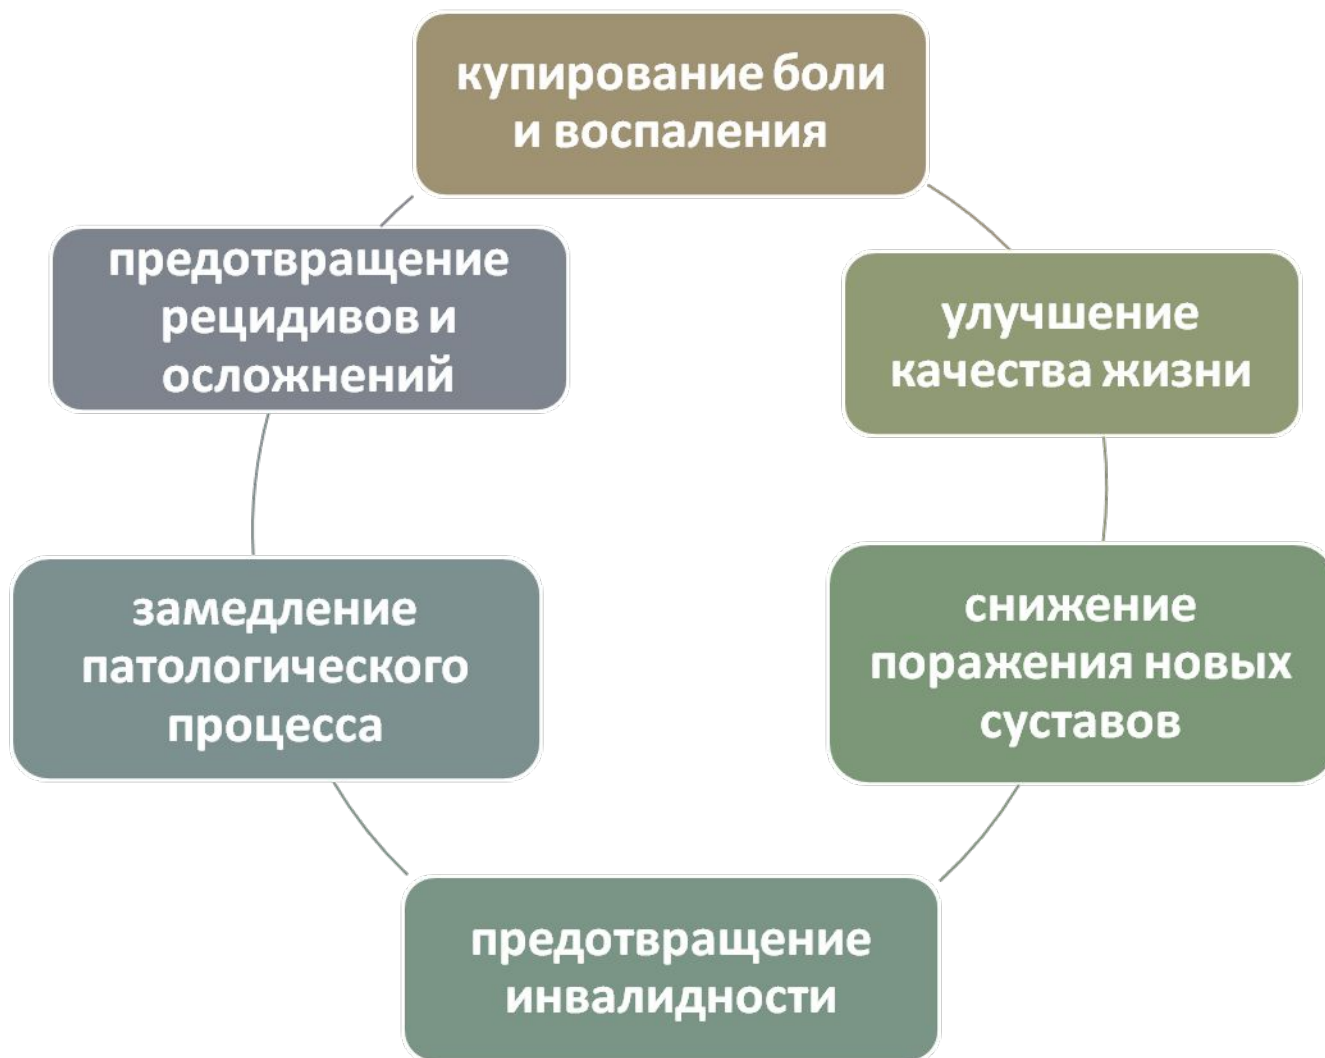 купирование боли
и воспаления
улучшение
качества жизни
снижение
поражения новых
суставов
предотвращение
инвалидности
замедление
патологического
процесса
предотвращение
рецидивов и
осложнений